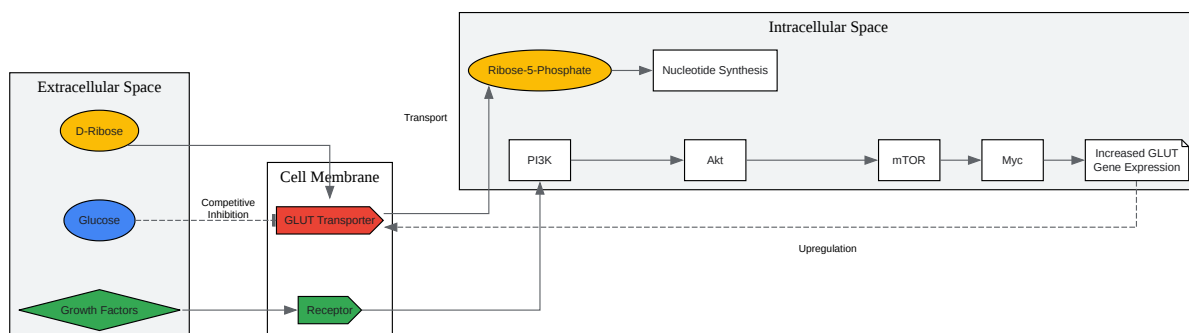 Intracellular Space
Ribose-5-Phosphate
Nucleotide Synthesis
Extracellular Space
D-Ribose
Transport
PI3K
Akt
mTOR
Myc
Increased GLUT
Gene Expression
Cell Membrane
Competitive
Inhibition
Glucose
GLUT Transporter
Upregulation
Growth Factors
Receptor